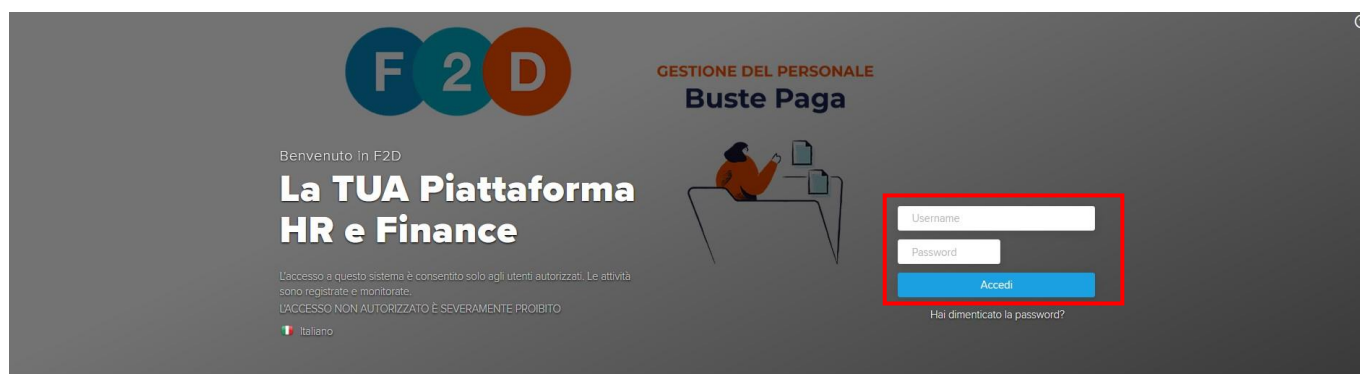 F 2 D
GESTIONE DEL PERSONALE
Buste Paga
Benvenuto in F2D
La TUA Piattaforma
HR e Finance
L'accesso a questo sistema è consentito solo agli utenti autorizzati. Le attività
sono registrate e monitorate.
L'ACCESSO NON AUTORIZZATO È SEVERAMENTE PROIBITO
Italiano
Username
Password
Accedi
Hai dimenticato la password?